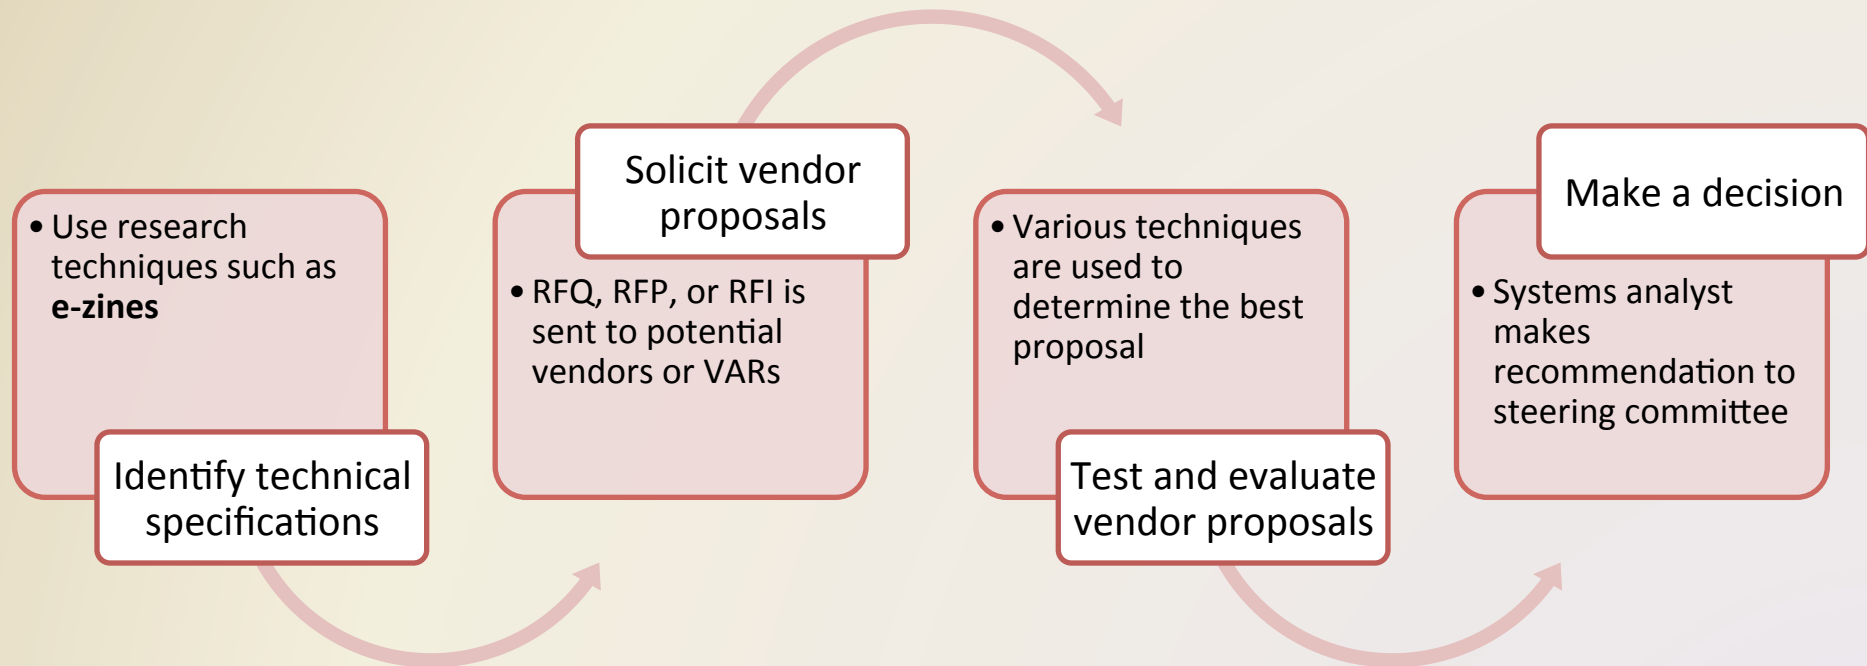 • Use research
techniques such as
e-zines
Identify technical
specifications
Solicit vendor
proposals
• RFQ, RFP, or RFI is
sent to potential
vendors or VARs
• Various techniques
are used to
determine the best
proposal
Test and evaluate
vendor proposals
Make a decision
• Systems analyst
makes
recommendation to
steering committee